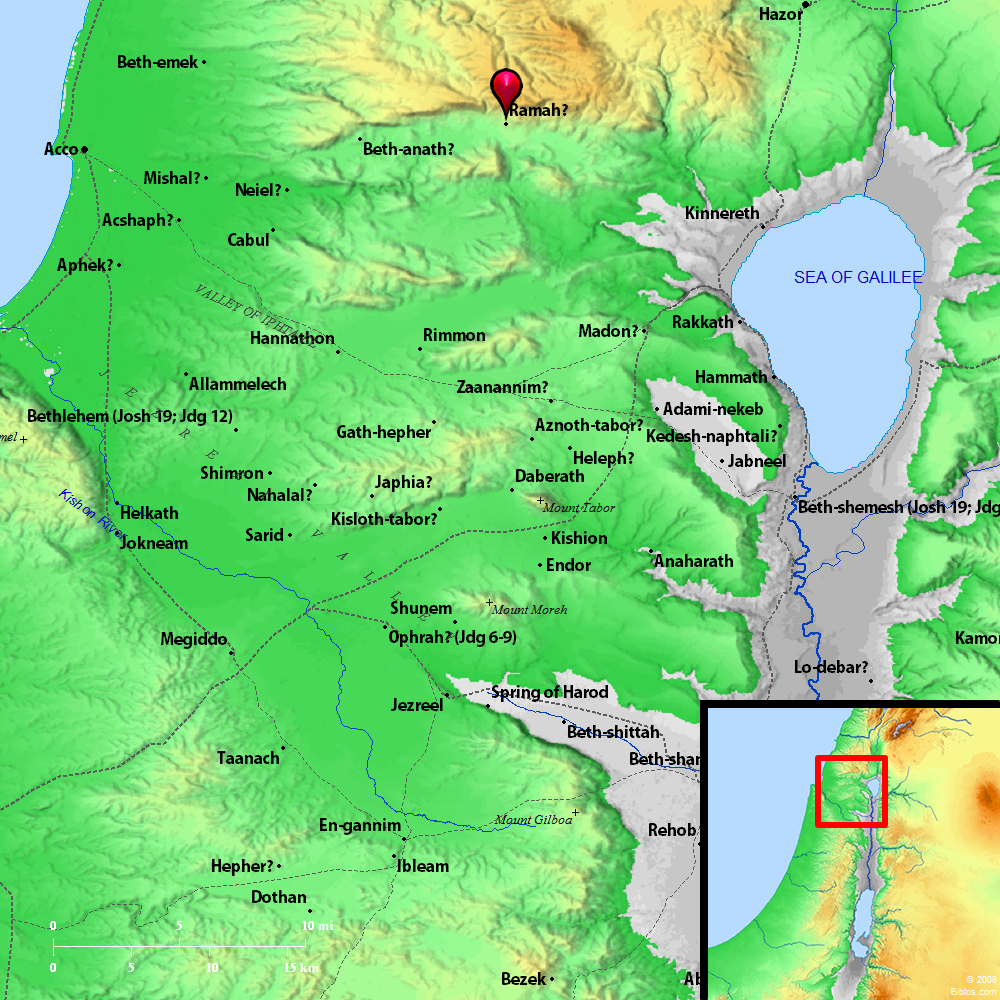 Hazor
Beth-emek
Ramah?
Acco
Beth-anath?
Mishal?
Neiel?
Kinnereth
Acshaph?
Cabul
Aphek?
SEA OF GALILEE
VALLEY OF IPHTAHEL
Hannathon
Rimmon
Madon?
Rakkath
Allammelech
Zaanannim?
Hammath
Bethlehem (Josh 19; Jdg 12)
Adami-nekeb
mel
Gath-hepher
Aznoth-tabor?
Kedesh-naphtali?
Heleph?
Jabneel
Shimron
Nahalal?
Japhia?
Daberath
JEZREEL VALLEY
Kishon River
Helkath
Kisloth-tabor?
Mount Tabor
Beth-shemesh (Josh 19; Jdg
Jokneam
Sarid
Kishion
Endor
Anaharath
Shunem
Mount Moreh
Ophrah? (Jdg 6-9)
Megiddo
Kamo
Lo-debar?
Jezreel
Spring of Harod
Beth-shittah
Taanach
Beth-shan
Mount Gilboa
En-gannim
Rehob
Hepher?
Ibleam
Dothan
0 5 10 mi
0 5 10 15 km
Bezek
Ab
© 2008
Biblos.com